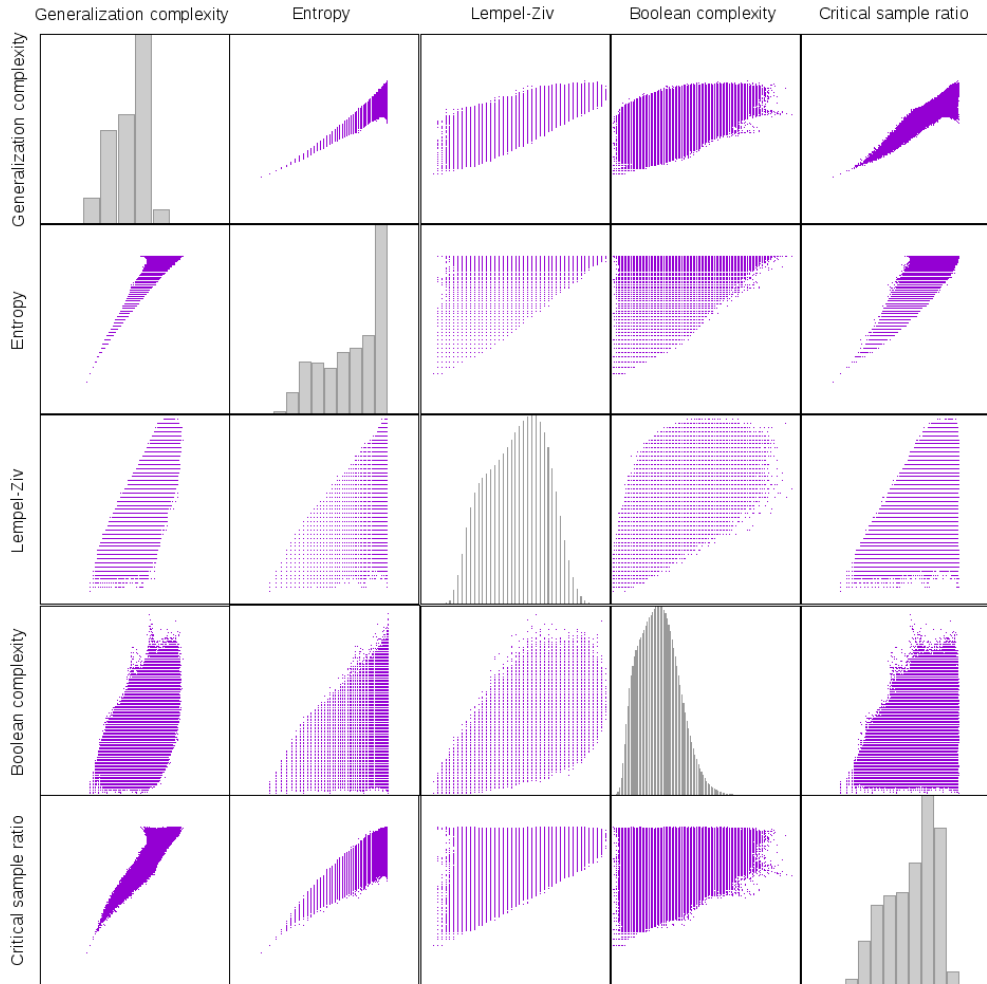 Generalization complexity
Entropy
Lempel-Ziv
Boolean complexity
Critical sample ratio
Generalization complexity
Entropy
Lempel-Ziv
Boolean complexity
Critical sample ratio